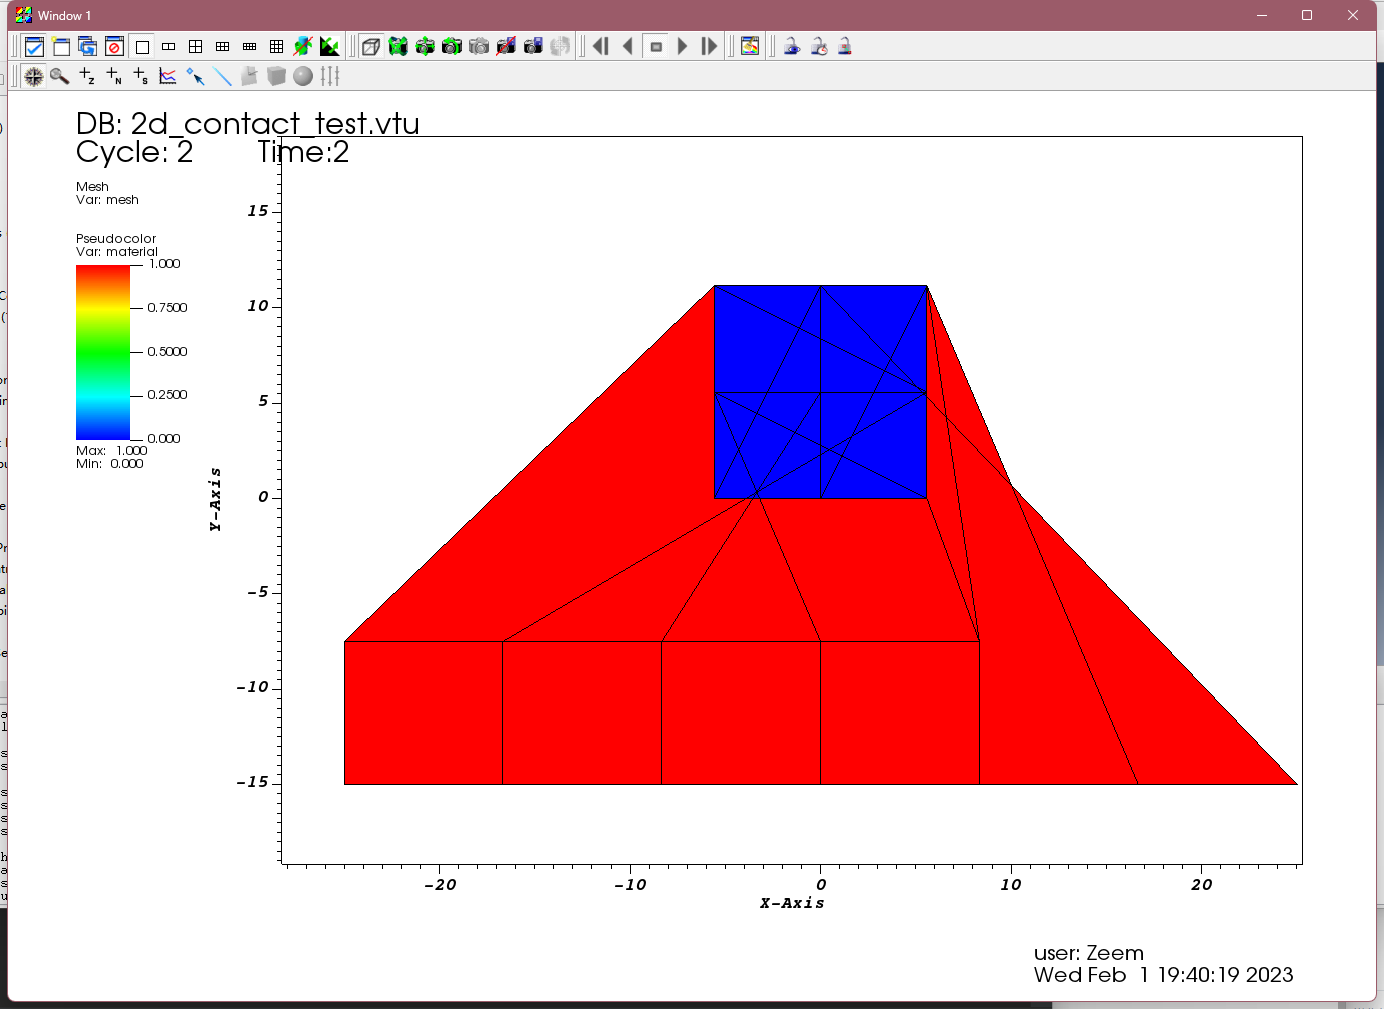 Window 1
DB: 2d_contact_test.vtu
Cycle: 2 Time:2
Mesh
Var: mesh
Pseudocolor
Var: material
1.000
0.7500
0.5000
0.2500
0.000
Max: 1.000
Min: 0.000
15
10
5
0
-5
-10
-15
Y-Axis
-20 -10 0 10 20
X-Axis
user: Zeem
Wed Feb 1 19:40:19 2023